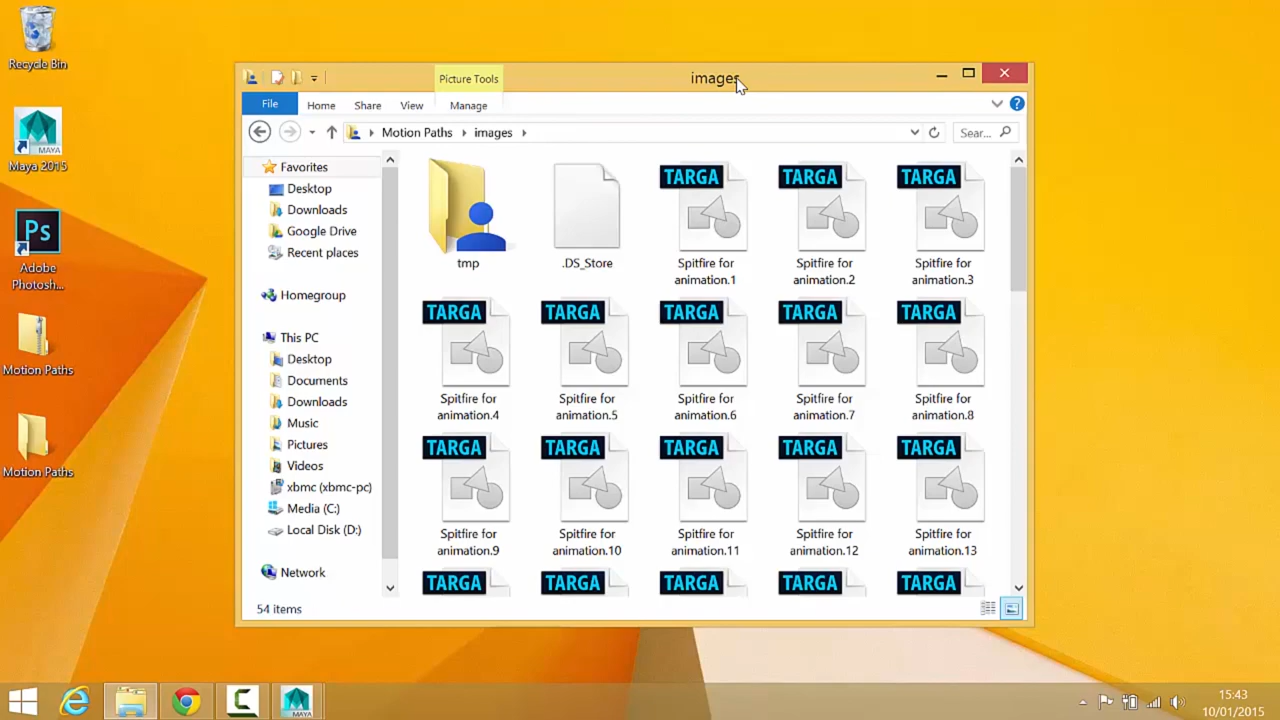 Recycle Bin
MAYA
Maya 2015
Ps
Adobe
Photosh...
Motion Paths
Motion Paths
Picture Tools
images
File
Home
Share
View
Manage
Motion Paths
images
Sear...
Favorites
Desktop
Downloads
Google Drive
Recent places
Homegroup
This PC
Desktop
Documents
Downloads
Music
Pictures
Videos
xbmc (xbmc-pc)
Media (C:)
Local Disk (D:)
Network
tmp
.DS_Store
TARGA
Spitfire for
animation.1
TARGA
Spitfire for
animation.2
TARGA
Spitfire for
animation.3
TARGA
Spitfire for
animation.4
TARGA
Spitfire for
animation.5
TARGA
Spitfire for
animation.6
TARGA
Spitfire for
animation.7
TARGA
Spitfire for
animation.8
TARGA
Spitfire for
animation.9
TARGA
Spitfire for
animation.10
TARGA
Spitfire for
animation.11
TARGA
Spitfire for
animation.12
TARGA
Spitfire for
animation.13
TARGA
TARGA
TARGA
TARGA
TARGA
54 items
MAYA
15:43
10/01/2015